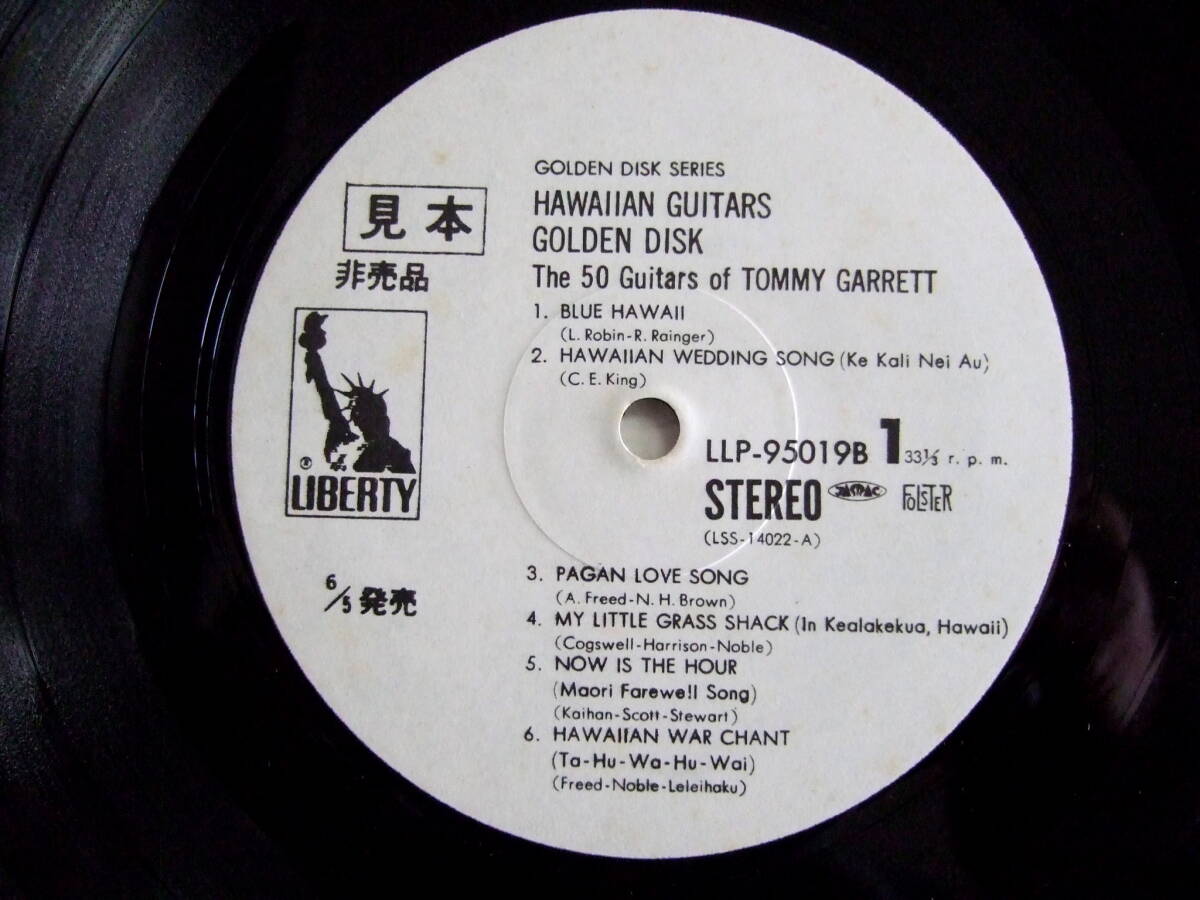 GOLDEN DISK SERIES
HAWAIIAN GUITARS
GOLDEN DISK
The 50 Guitars of TOMMY GARRETT
見本
非売品
1. BLUE HAWAII
(L. Robin-R. Rainger)
2. HAWAIIAN WEDDING SONG (Ke Kali Nei Au)
(C. E. King)
LLP-95019B 1 33⅓ r. p. m.
STEREO JASRAC FOLSTER
(LSS-14022-A)
® LIBERTY
6/5 発売
3. PAGAN LOVE SONG
(A. Freed-N. H. Brown)
4. MY LITTLE GRASS SHACK (In Kealakekua, Hawaii)
(Cogswell-Harrison-Noble)
5. NOW IS THE HOUR
(Maori Farewell Song)
(Kaihan-Scott-Stewart)
6. HAWAIIAN WAR CHANT
(Ta-Hu-Wa-Hu-Wai)
(Freed-Noble-Leleihaku)